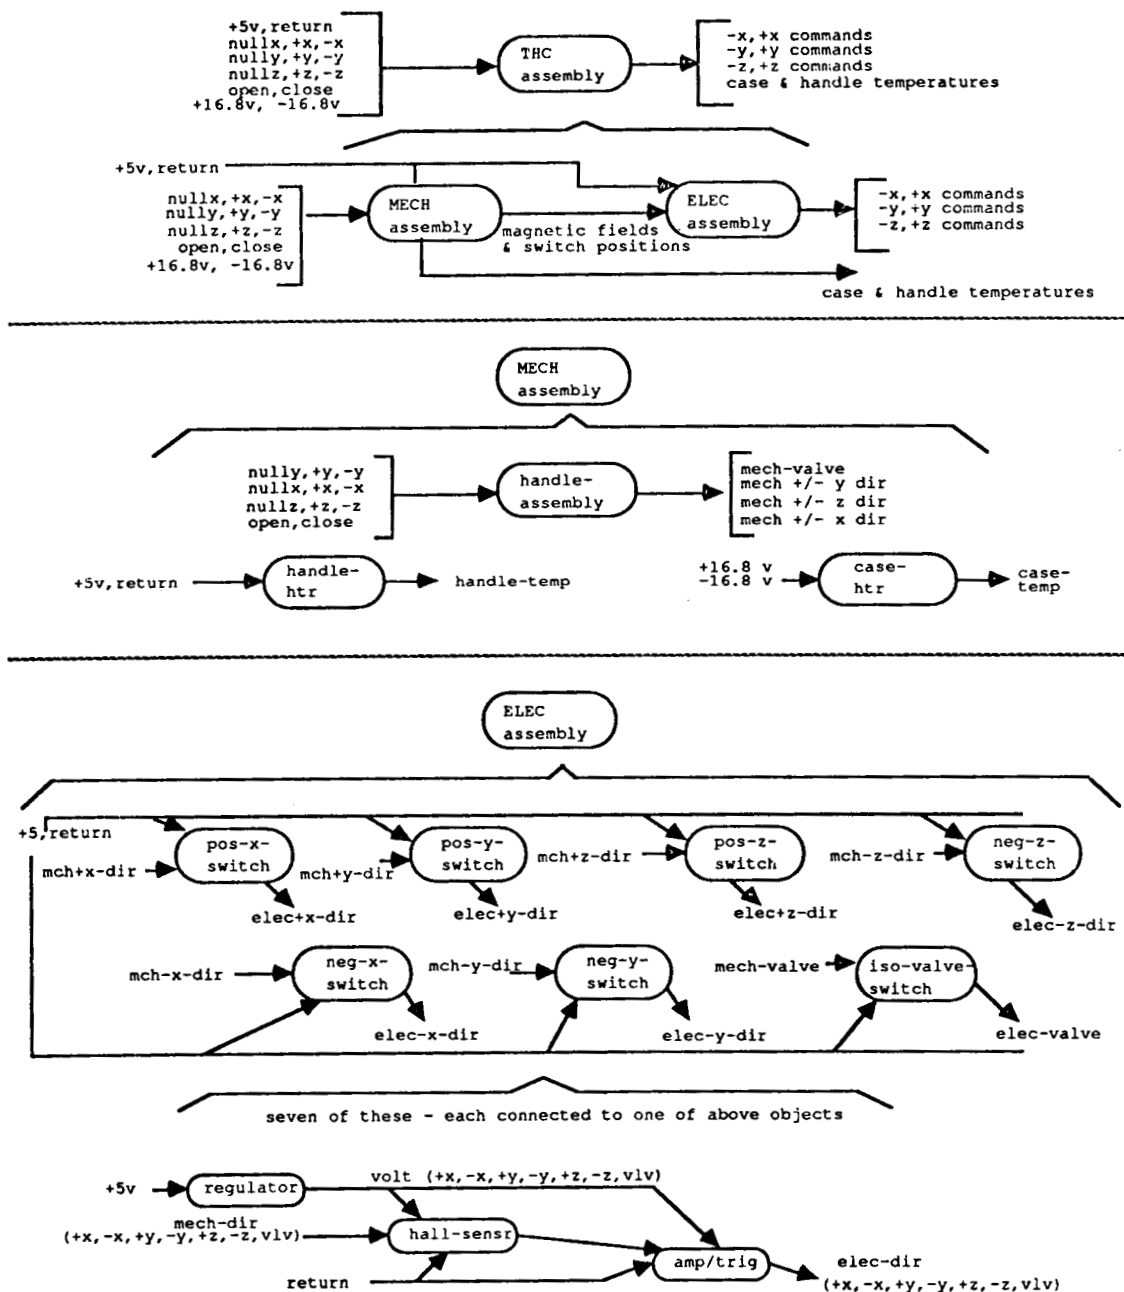 +5v,return
nullx,+x,-x
nully,+y,-y
nullz,+z,-z
open,close
+16.8v, -16.8v
THC
assembly
-x,+x commands
-y,+y commands
-z,+z commands
case & handle temperatures
+5v,return
nullx,+x,-x
nully,+y,-y
nullz,+z,-z
open,close
+16.8v, -16.8v
MECH
assembly
magnetic fields
& switch positions
ELEC
assembly
-x,+x commands
-y,+y commands
-z,+z commands
case & handle temperatures
MECH
assembly
nully,+y,-y
nullx,+x,-x
nullz,+z,-z
open,close
handle-
assembly
mech-valve
mech +/- y dir
mech +/- z dir
mech +/- x dir
+5v,return
handle-
htr
handle-temp
+16.8 v
-16.8 v
case-
htr
case-
temp
ELEC
assembly
+5,return
pos-x-
switch
mch+x-dir
elec+x-dir
pos-y-
switch
mch+y-dir
elec+y-dir
pos-z-
switch
mch+z-dir
elec+z-dir
neg-z-
switch
mch-z-dir
elec-z-dir
mch-x-dir
neg-x-
switch
elec-x-dir
mch-y-dir
neg-y-
switch
elec-y-dir
mech-valve
iso-valve-
switch
elec-valve
seven of these - each connected to one of above objects
+5v
regulator
volt (+x,-x,+y,-y,+z,-z,vlv)
mech-dir
(+x,-x,+y,-y,+z,-z,vlv)
hall-sensr
return
amp/trig
elec-dir
(+x,-x,+y,-y,+z,-z,vlv)